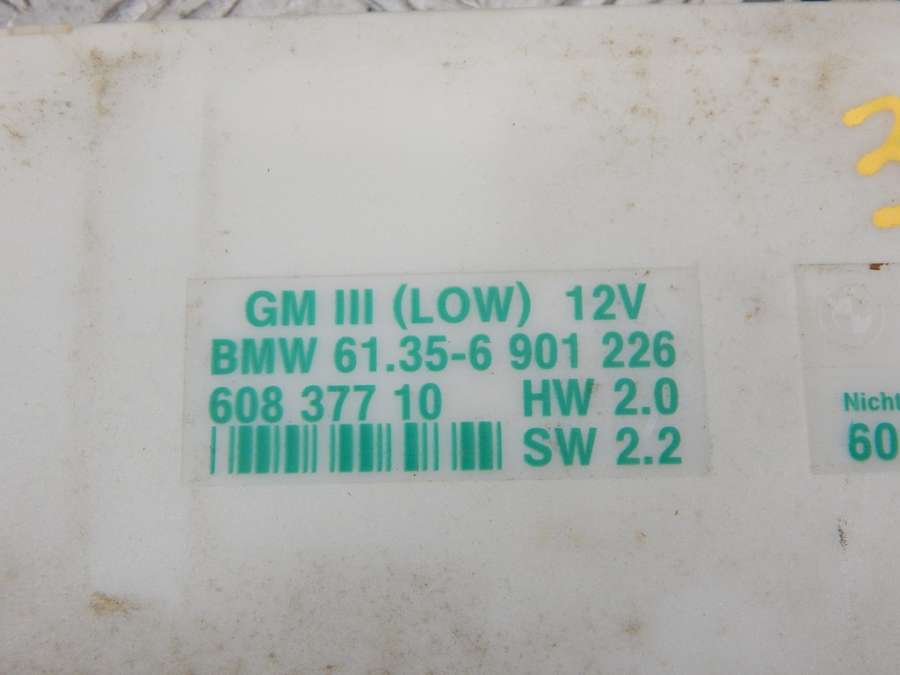 GM III (LOW) 12V
BMW 61.35-6 901 226
608 377 10 HW 2.0
SW 2.2
Nicht
60
3